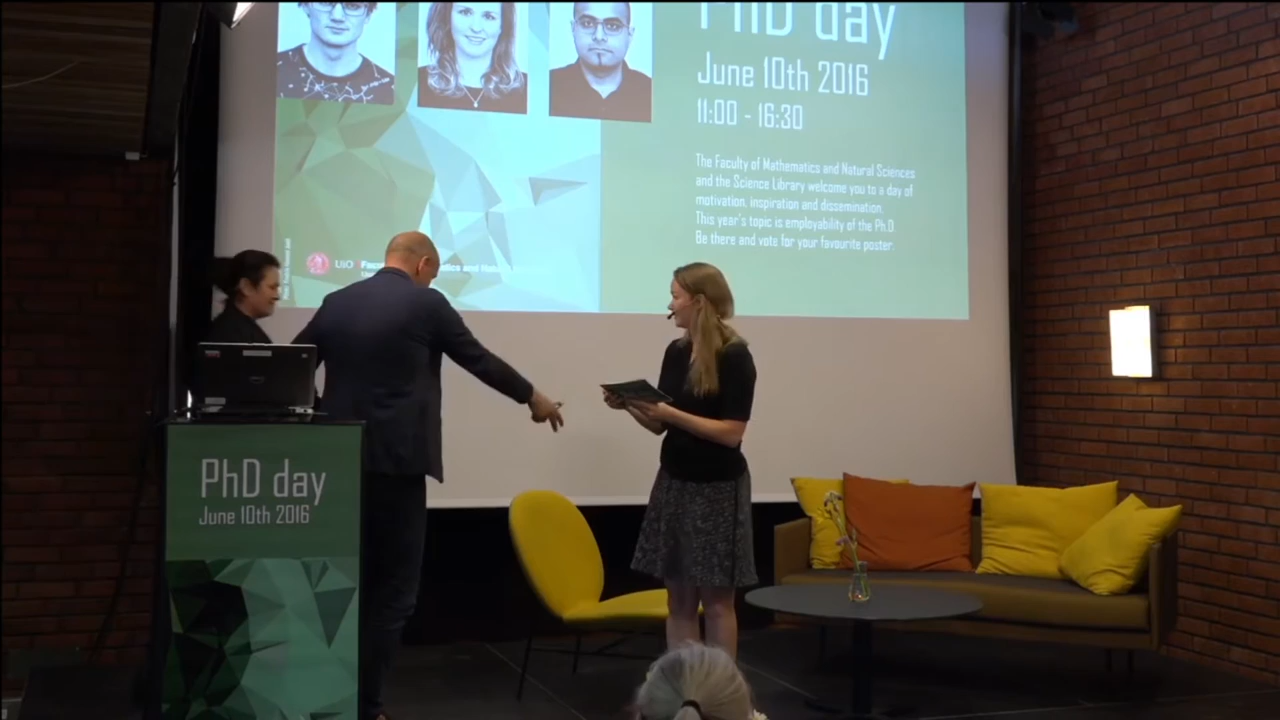 PhD day
June 10th 2016
11:00 - 16:30
The Faculty of Mathematics and Natural Sciences
and the Science Library welcome you to a day of
motivation, inspiration and dissemination.
This year's topic is employability of the Ph.D.
Be there and vote for your favourite poster.
UiO
PhD day
June 10th 2016